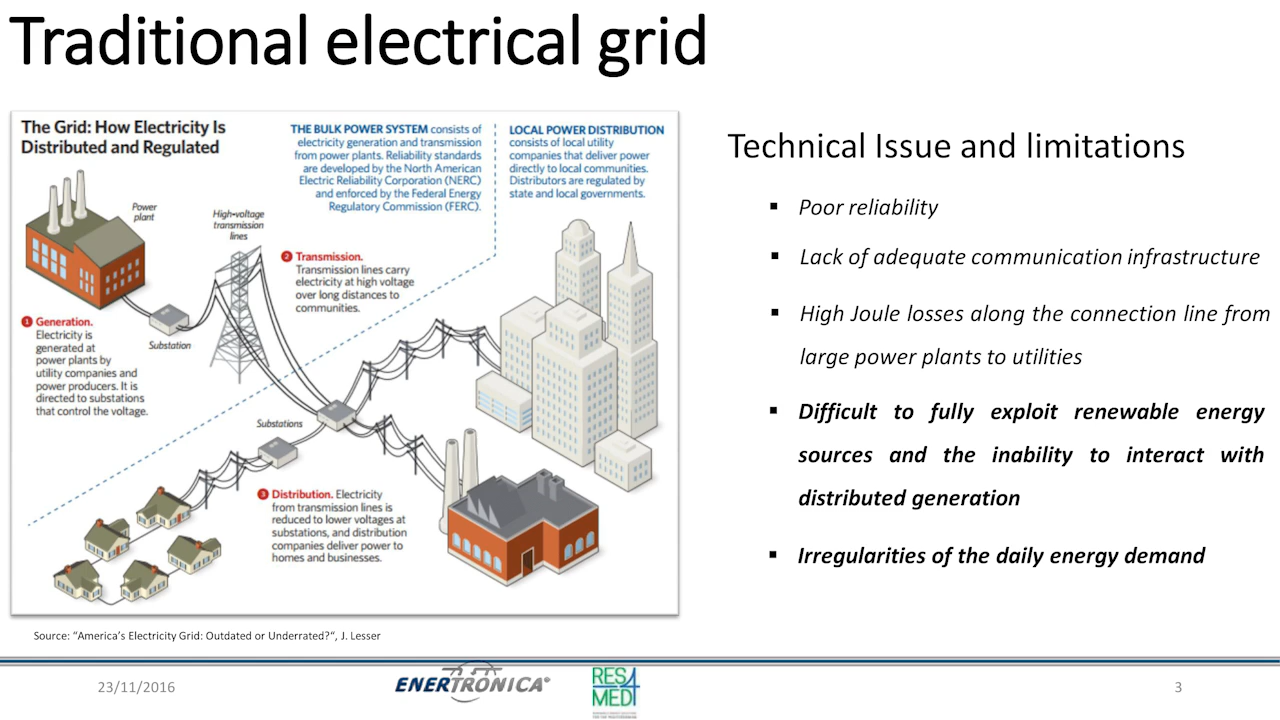 Traditional electrical grid
The Grid: How Electricity Is
Distributed and Regulated
THE BULK POWER SYSTEM consists of
electricity generation and transmission
from power plants. Reliability standards
are developed by the North American
Electric Reliability Corporation (NERC)
and enforced by the Federal Energy
Regulatory Commission (FERC).
LOCAL POWER DISTRIBUTION
consists of local utility
companies that deliver power
directly to local communities.
Distributors are regulated by
state and local governments.
Power
plant
High-voltage
transmission
lines
2 Transmission.
Transmission lines carry
electricity at high voltage
over long distances to
communities.
1 Generation.
Electricity is
generated at
power plants by
utility companies and
power producers. It is
directed to substations
that control the voltage.
Substation
Substations
3 Distribution. Electricity
from transmission lines is
reduced to lower voltages at
substations, and distribution
companies deliver power to
homes and businesses.
Source: “America’s Electricity Grid: Outdated or Underrated?“, J. Lesser
Technical Issue and limitations
▪ Poor reliability
▪ Lack of adequate communication infrastructure
▪ High Joule losses along the connection line from
large power plants to utilities
▪ Difficult to fully exploit renewable energy
sources and the inability to interact with
distributed generation
▪ Irregularities of the daily energy demand
23/11/2016
ENERTRONICA®
RES4
MED
3